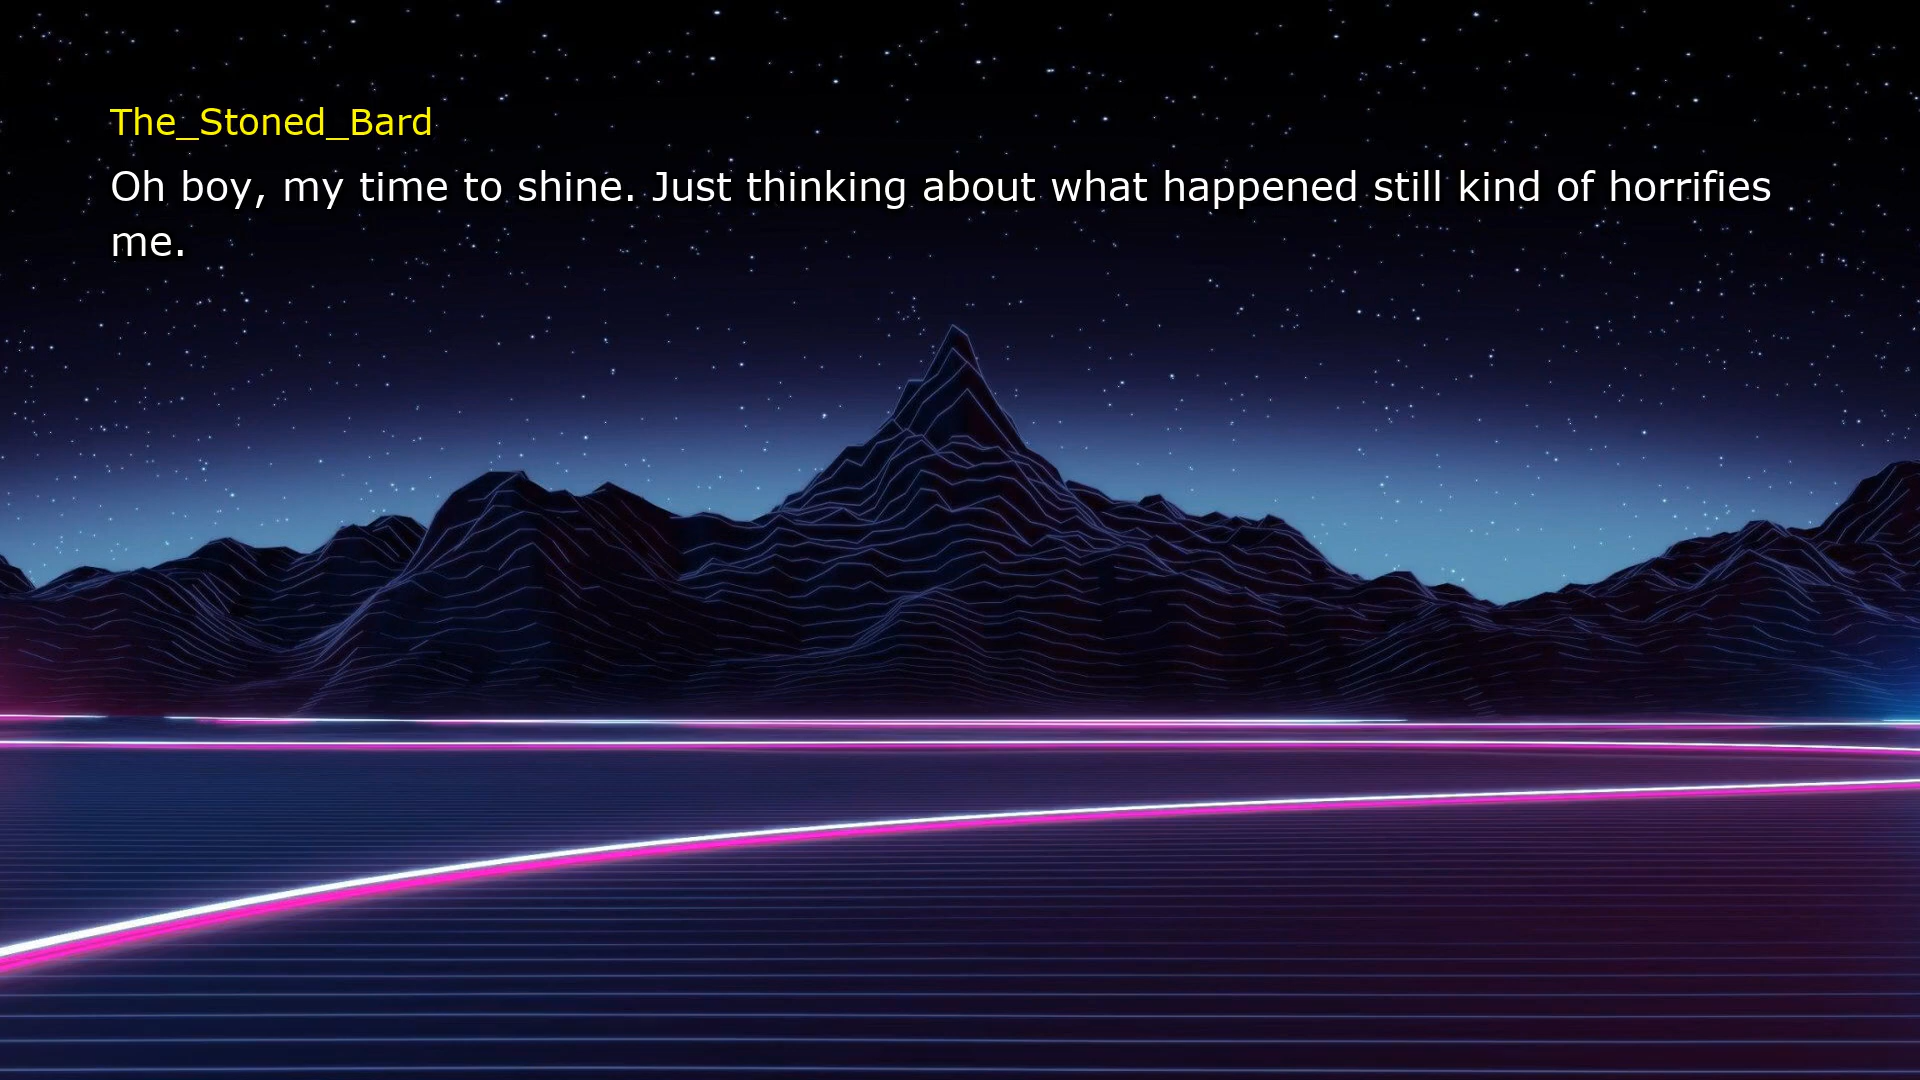 The_Stoned_Bard
Oh boy, my time to shine. Just thinking about what happened still kind of horrifies
me.